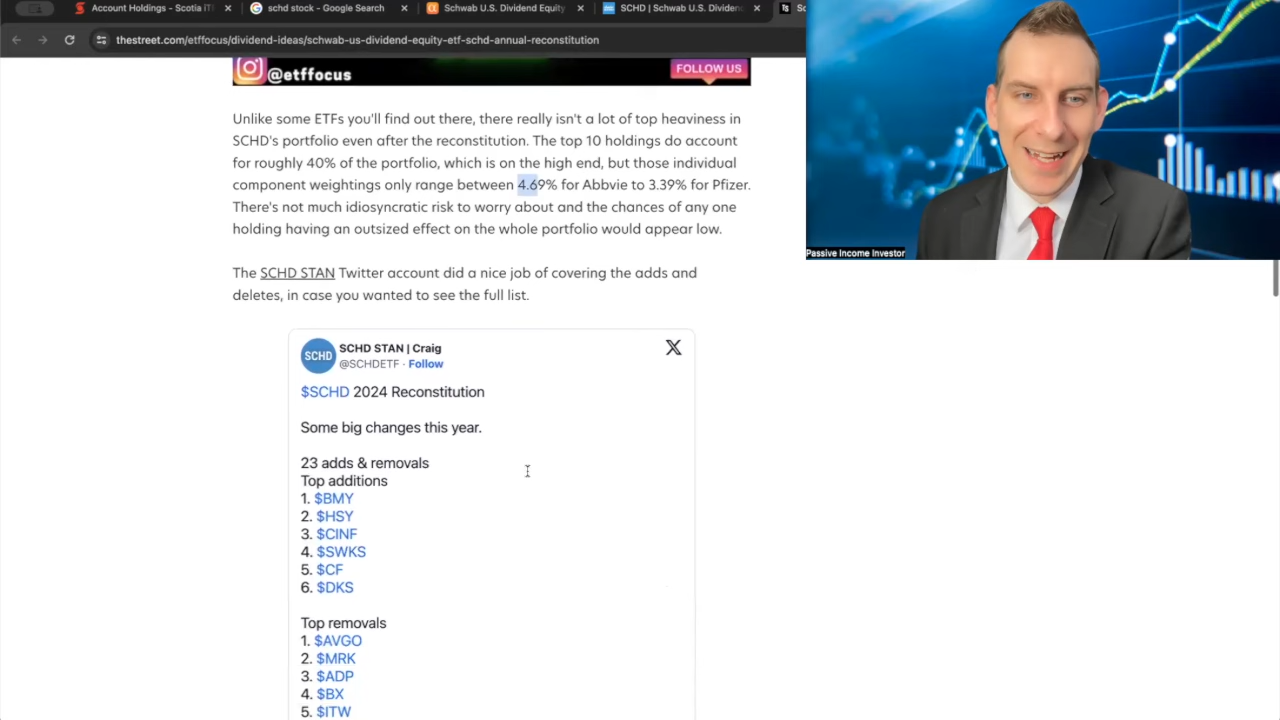 Account Holdings - Scotia iT
schd stock - Google Search
Schwab U.S. Dividend Equity
SCHD | Schwab U.S. Dividend
thestreet.com/etffocus/dividend-ideas/schwab-us-dividend-equity-etf-schd-annual-reconstitution
@etffocus
FOLLOW US
Unlike some ETFs you'll find out there, there really isn't a lot of top heaviness in
SCHD's portfolio even after the reconstitution. The top 10 holdings do account
for roughly 40% of the portfolio, which is on the high end, but those individual
component weightings only range between 4.69% for Abbvie to 3.39% for Pfizer.
There's not much idiosyncratic risk to worry about and the chances of any one
holding having an outsized effect on the whole portfolio would appear low.
Passive Income Investor
The SCHD STAN Twitter account did a nice job of covering the adds and
deletes, in case you wanted to see the full list.
SCHD
SCHD STAN | Craig
@SCHDETF · Follow
$SCHD 2024 Reconstitution
Some big changes this year.
23 adds & removals
Top additions
1. $BMY
2. $HSY
3. $CINF
4. $SWKS
5. $CF
6. $DKS
Top removals
1. $AVGO
2. $MRK
3. $ADP
4. $BX
5. $ITW